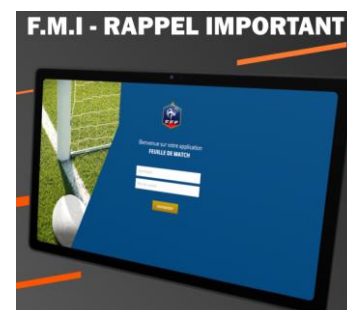 F.M.I - RAPPEL IMPORTANT
FFF
Bienvenue sur votre application
FEUILLE DE MATCH